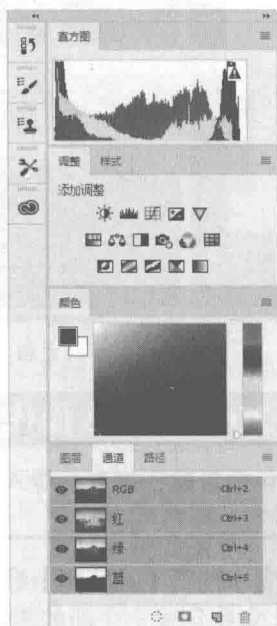 直方图
调整 样式
添加调整
颜色
图层 通道 路径
RGB Ctrl+2
红 Ctrl+3
绿 Ctrl+4
蓝 Ctrl+5